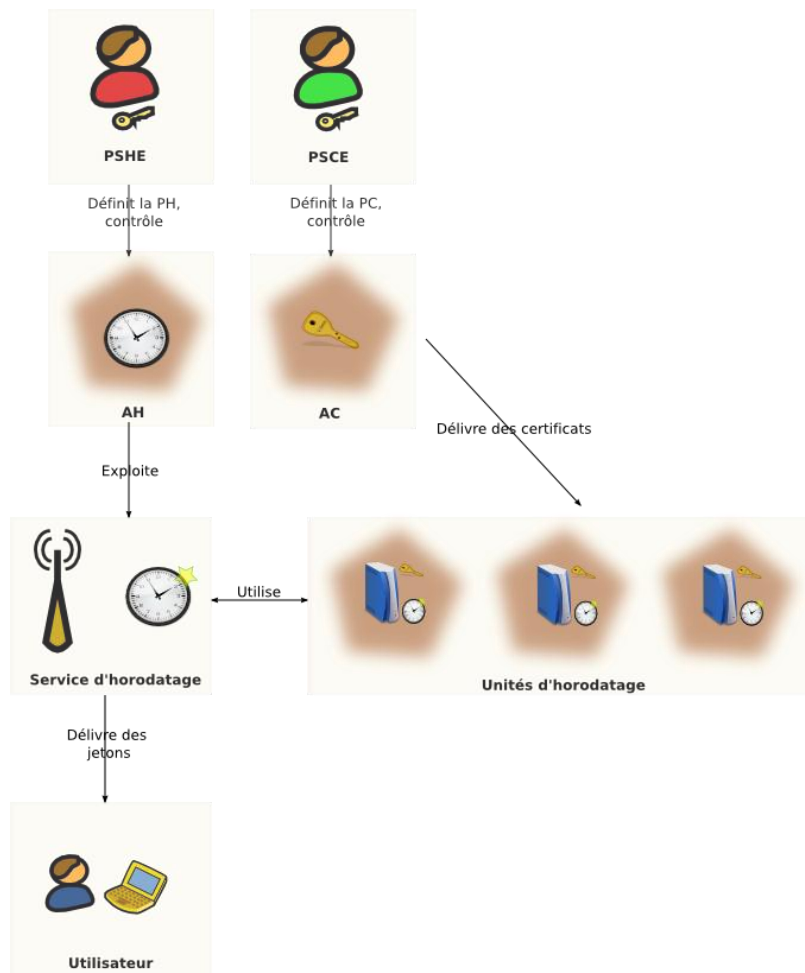 PSHE
PSCE
Définit la PH,
contrôle
Définit la PC,
contrôle
AH
AC
Délivre des certificats
Exploite
Utilise
Service d'horodatage
Unités d'horodatage
Délivre des
jetons
Utilisateur